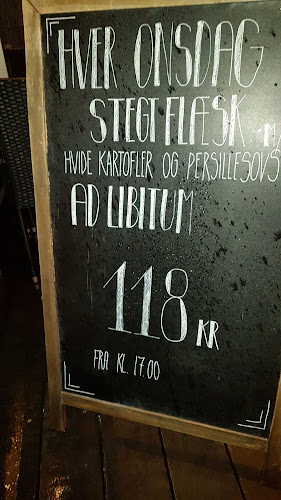 HVER ONSDAG
STEGT FLÆSK M/
HVIDE KARTOFLER OG PERSILLESOVS
AD LIBITUM
118 KR
FRA KL. 17.00